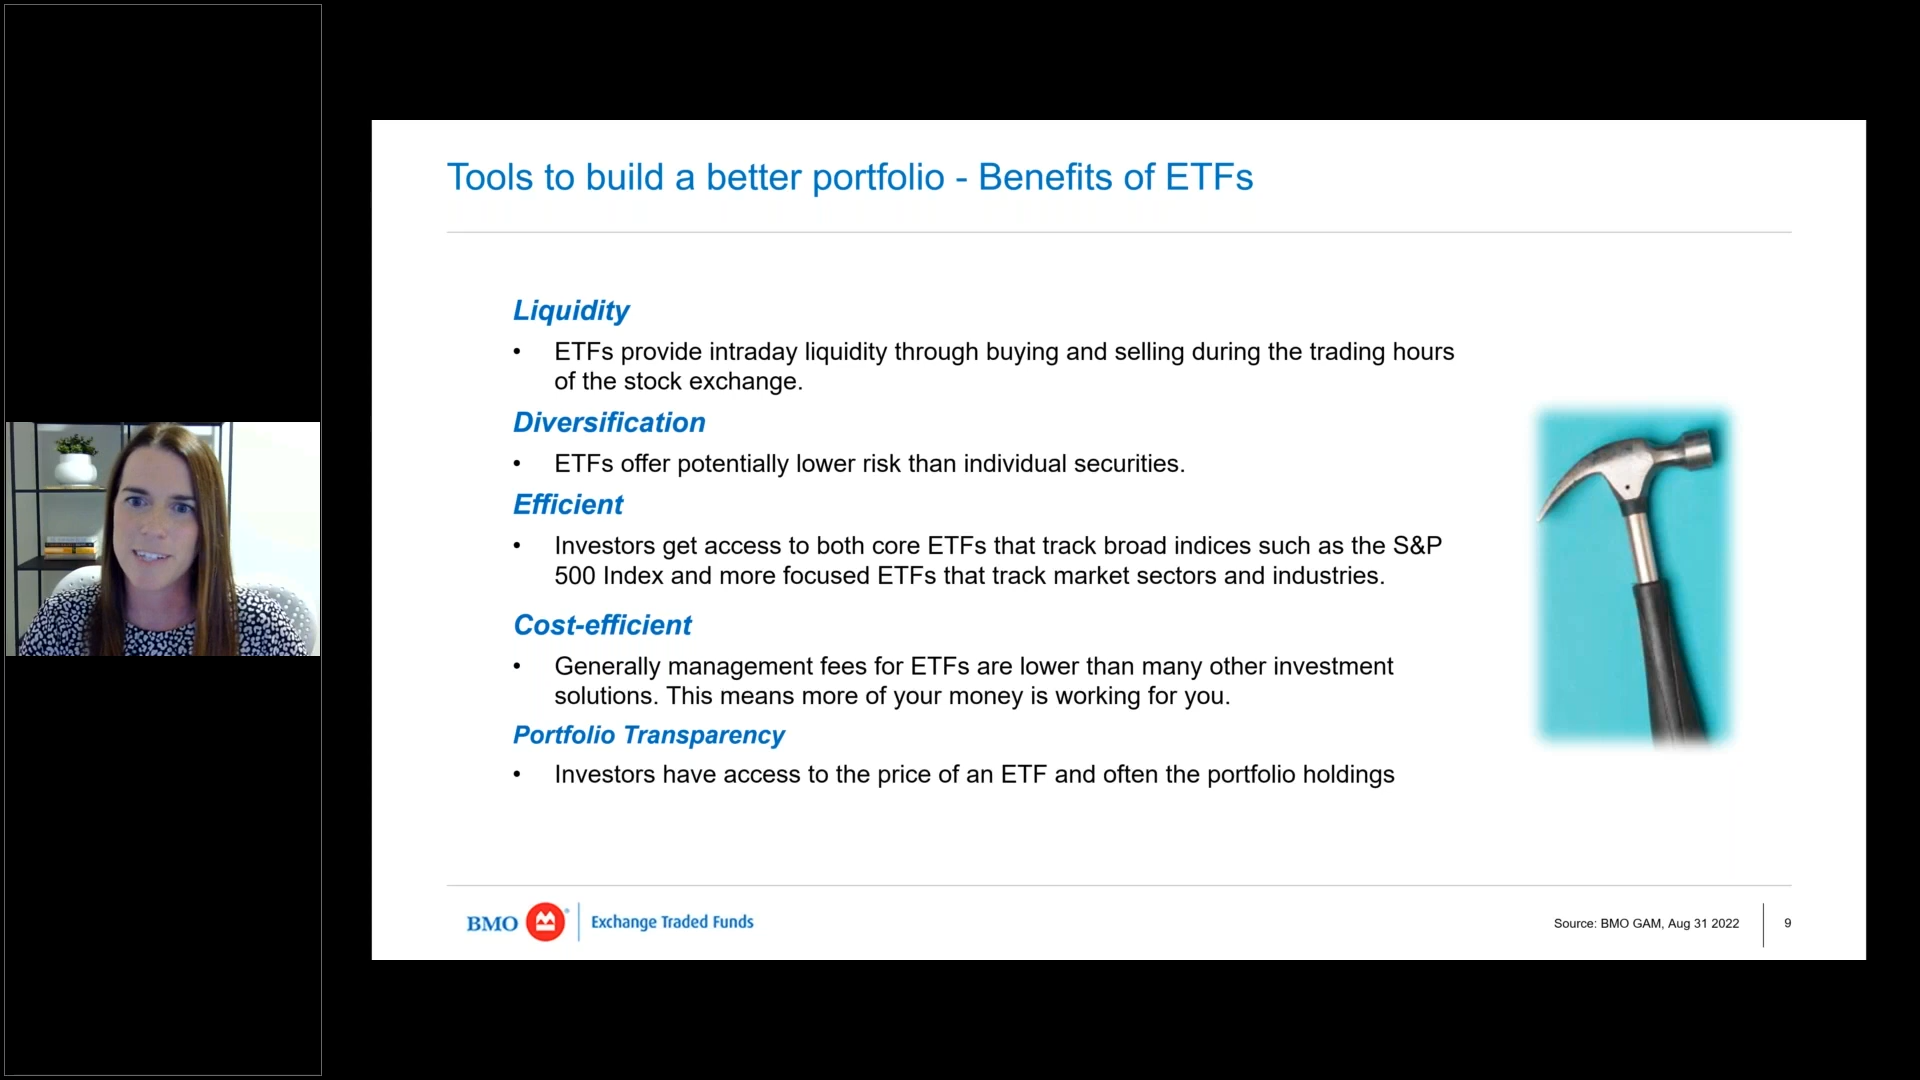 Tools to build a better portfolio - Benefits of ETFs
Liquidity
• ETFs provide intraday liquidity through buying and selling during the trading hours
of the stock exchange.
Diversification
• ETFs offer potentially lower risk than individual securities.
Efficient
• Investors get access to both core ETFs that track broad indices such as the S&P
500 Index and more focused ETFs that track market sectors and industries.
Cost-efficient
• Generally management fees for ETFs are lower than many other investment
solutions. This means more of your money is working for you.
Portfolio Transparency
• Investors have access to the price of an ETF and often the portfolio holdings
BMO ® Exchange Traded Funds
Source: BMO GAM, Aug 31 2022 9